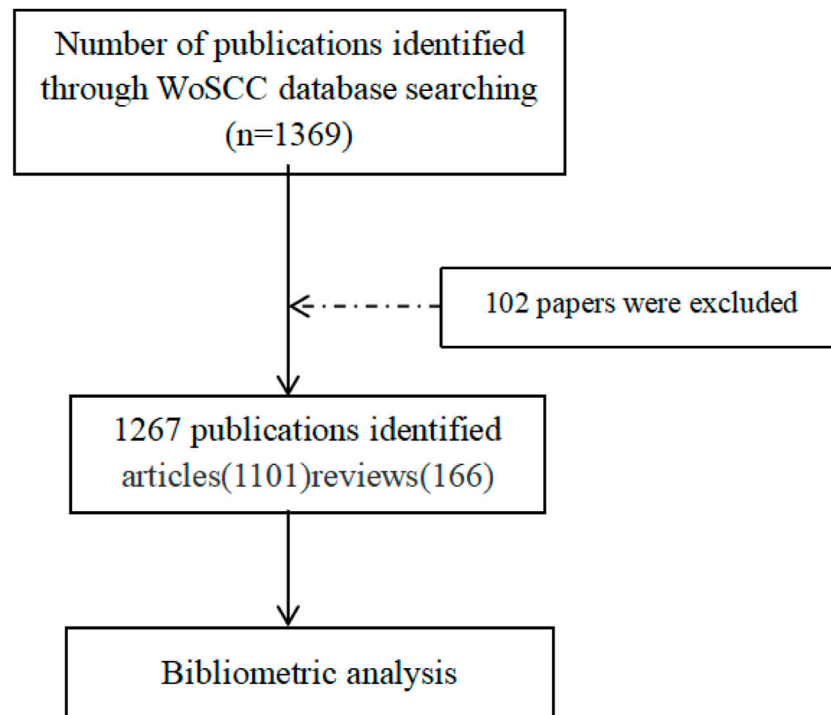 Number of publications identified
through WoSCC database searching
(n=1369)
102 papers were excluded
1267 publications identified
articles(1101)reviews(166)
Bibliometric analysis